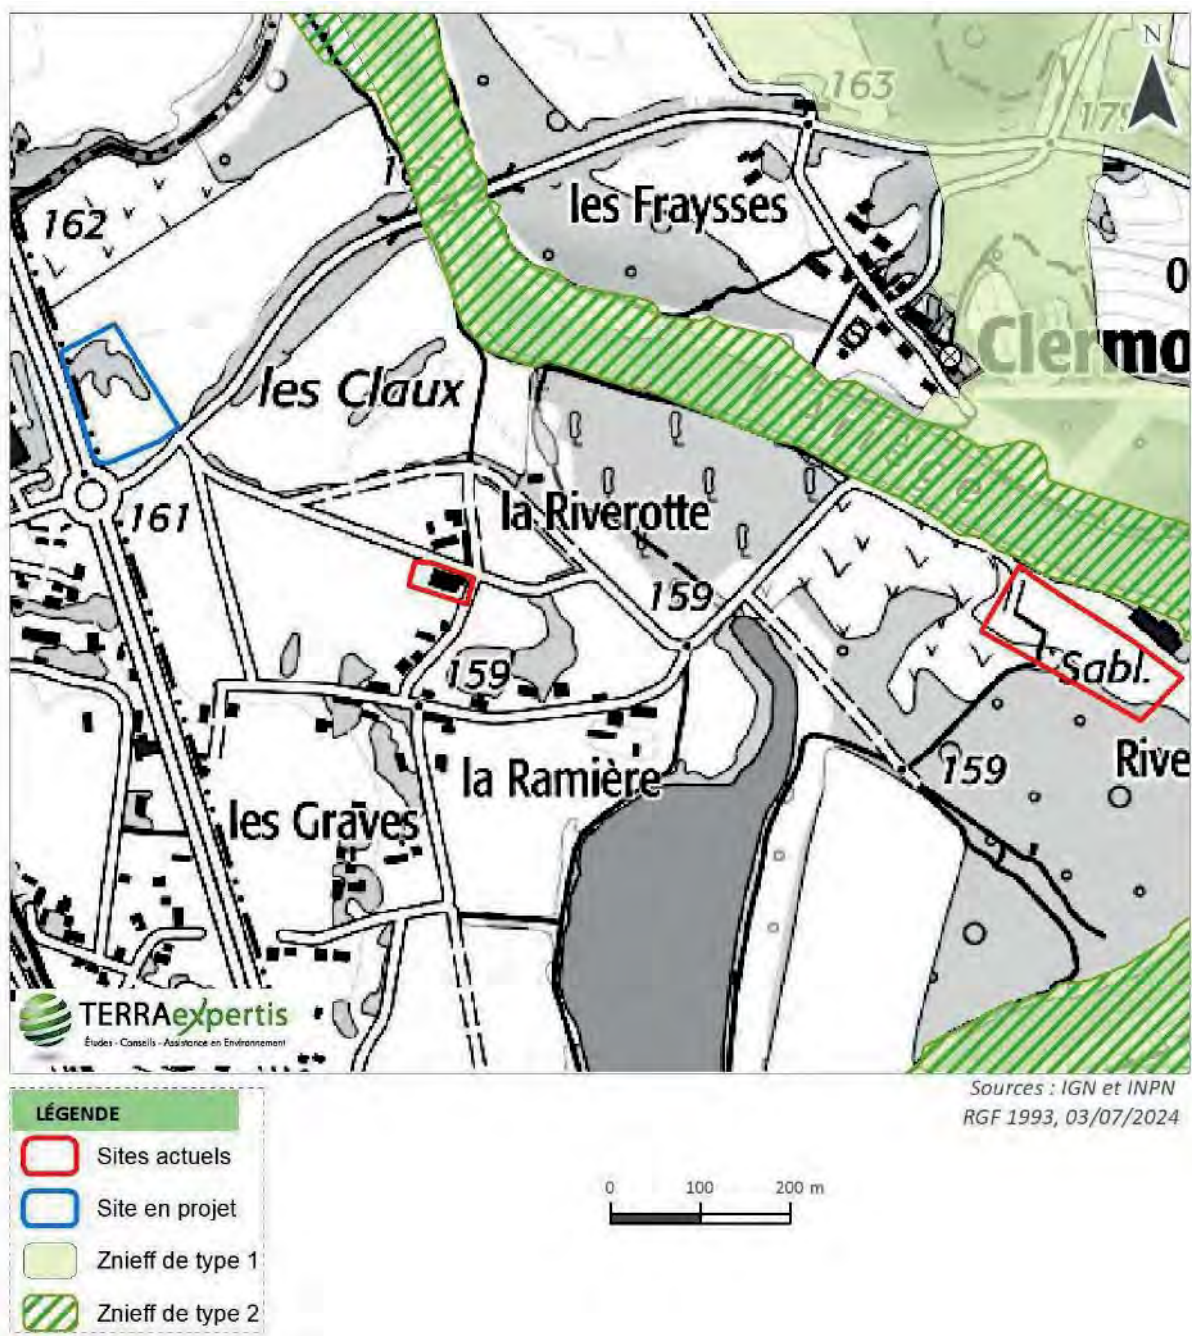 N
163
179
les Fraysses
162
0
Clermo
les Claux
la Riverotte
161
159
159
Sabl.
159
Rive
la Ramière
les Graves
TERRAexpertis
Études - Conseils - Assistance en Environnement
Sources : IGN et INPN
RGF 1993, 03/07/2024
LÉGENDE
Sites actuels
Site en projet
Znieff de type 1
Znieff de type 2
0 100 200 m